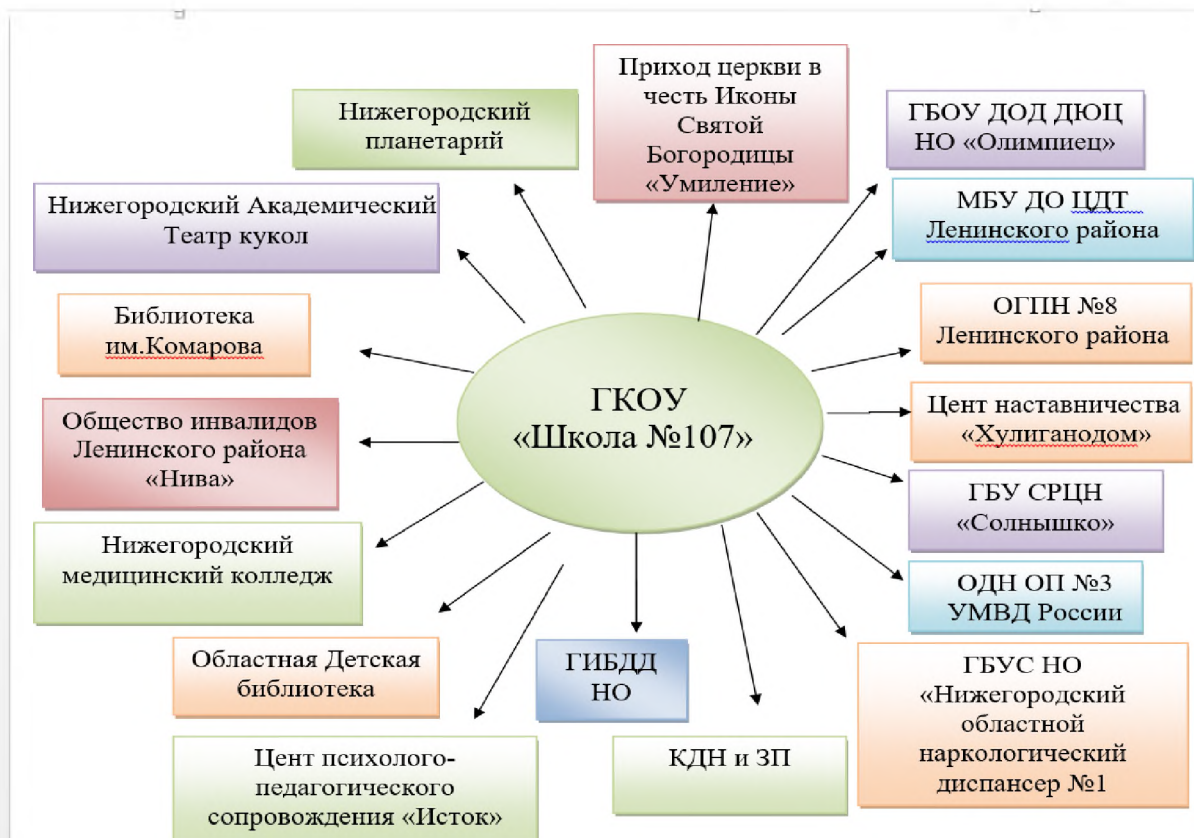 Приход церкви в
честь Иконы
Святой
Богородицы
«Умиление»
Нижегородский
планетарий
ГБОУ ДОД ДЮЦ
НО «Олимпиец»
Нижегородский Академический
Театр кукол
МБУ ДО ЦДТ
Ленинского района
Библиотека
им.Комарова
ОГПН №8
Ленинского района
ГКОУ
«Школа №107»
Общество инвалидов
Ленинского района
«Нива»
Цент наставничества
«Хулиганодом»
ГБУ СРЦН
«Солнышко»
Нижегородский
медицинский колледж
ОДН ОП №3
УМВД России
Областная Детская
библиотека
ГИБДД
НО
ГБУС НО
«Нижегородский
областной
наркологический
диспансер №1
Цент психолого-
педагогического
сопровождения «Исток»
КДН и ЗП